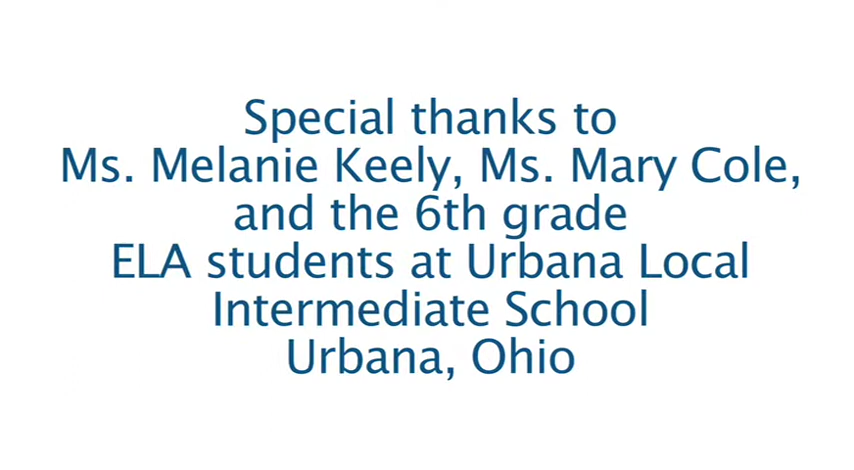 Special thanks to
Ms. Melanie Keely, Ms. Mary Cole,
and the 6th grade
ELA students at Urbana Local
Intermediate School
Urbana, Ohio